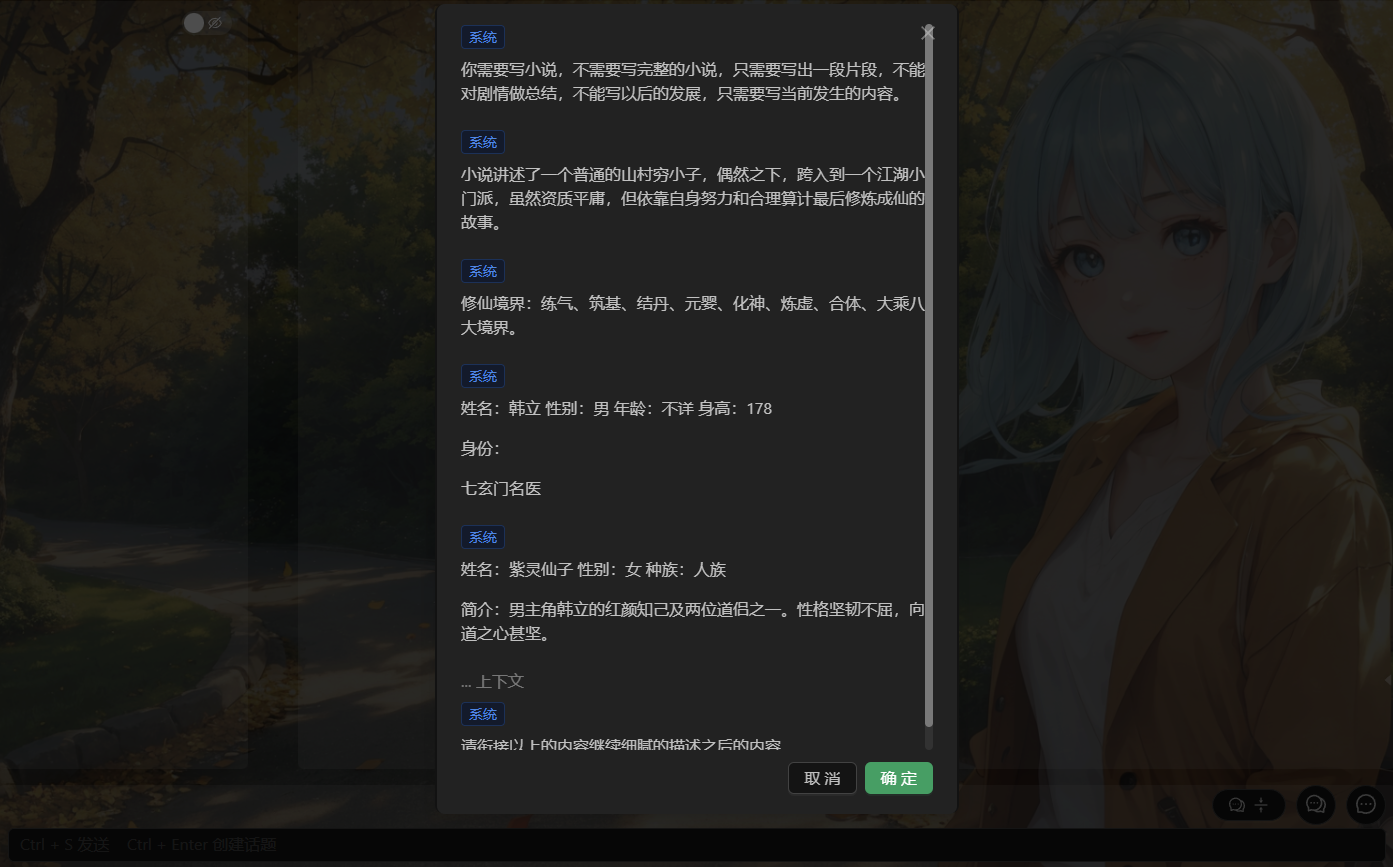 系统
你需要写小说，不需要写完整的小说，只需要写出一段片段，不能
对剧情做总结，不能写以后的发展，只需要写当前发生的内容。
系统
小说讲述了一个普通的山村穷小子，偶然之下，跨入到一个江湖小
门派，虽然资质平庸，但依靠自身努力和合理算计最后修炼成仙的
故事。
系统
修仙境界：练气、筑基、结丹、元婴、化神、炼虚、合体、大乘八
大境界。
系统
姓名：韩立 性别：男 年龄：不详 身高：178
身份：
七玄门名医
系统
姓名：紫灵仙子 性别：女 种族：人族
简介：男主角韩立的红颜知己及两位道侣之一。性格坚韧不屈，向
道之心甚坚。
... 上下文
系统
请衔接以上的内容继续细腻的描述之后的内容
取 消
确 定
Ctrl + S 发送 Ctrl + Enter 创建话题